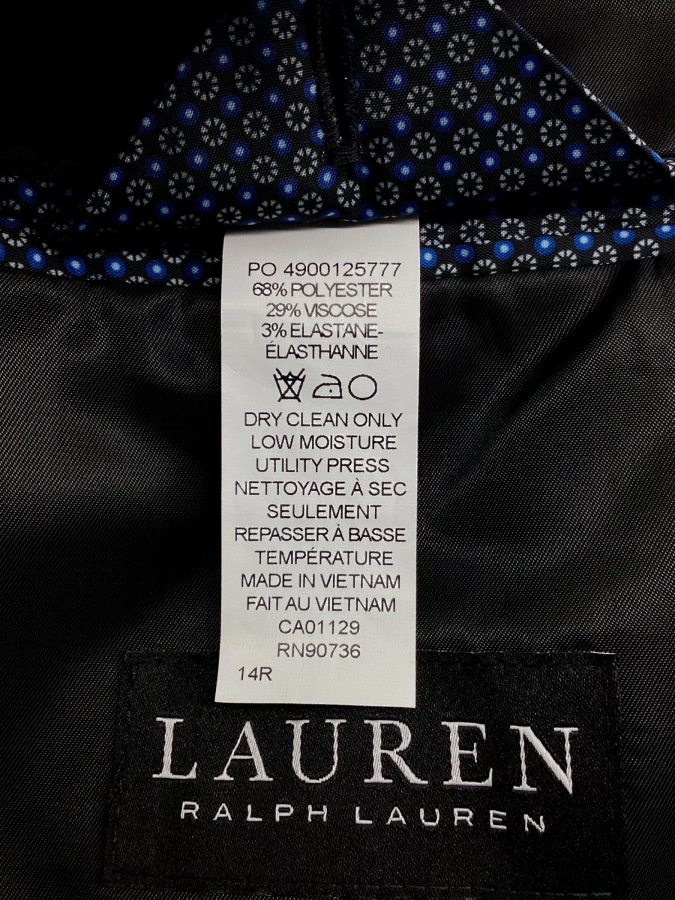 PO 4900125777
68% POLYESTER
29% VISCOSE
3% ELASTANE-
ÉLASTHANNE
DRY CLEAN ONLY
LOW MOISTURE
UTILITY PRESS
NETTOYAGE À SEC
SEULEMENT
REPASSER À BASSE
TEMPÉRATURE
MADE IN VIETNAM
FAIT AU VIETNAM
CA01129
RN90736
14R
LAUREN
RALPH LAUREN